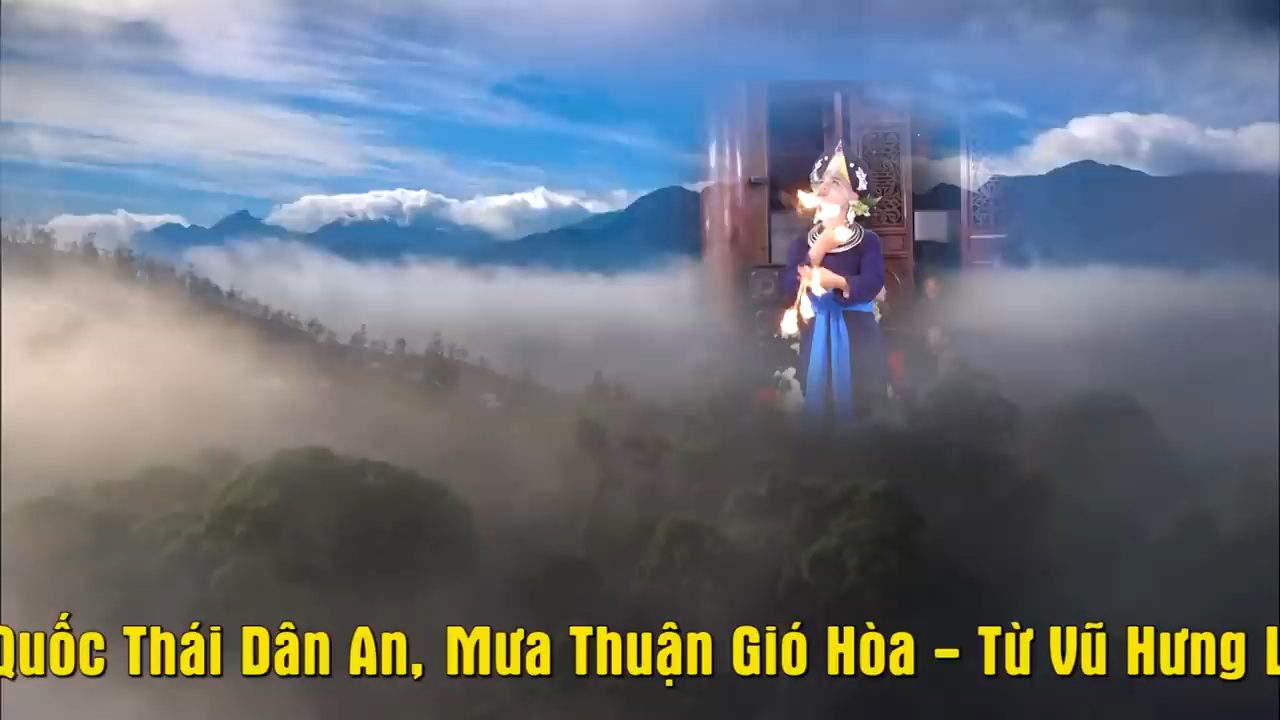 Quốc Thái Dân An, Mưa Thuận Gió Hòa – Từ Vũ Hưng